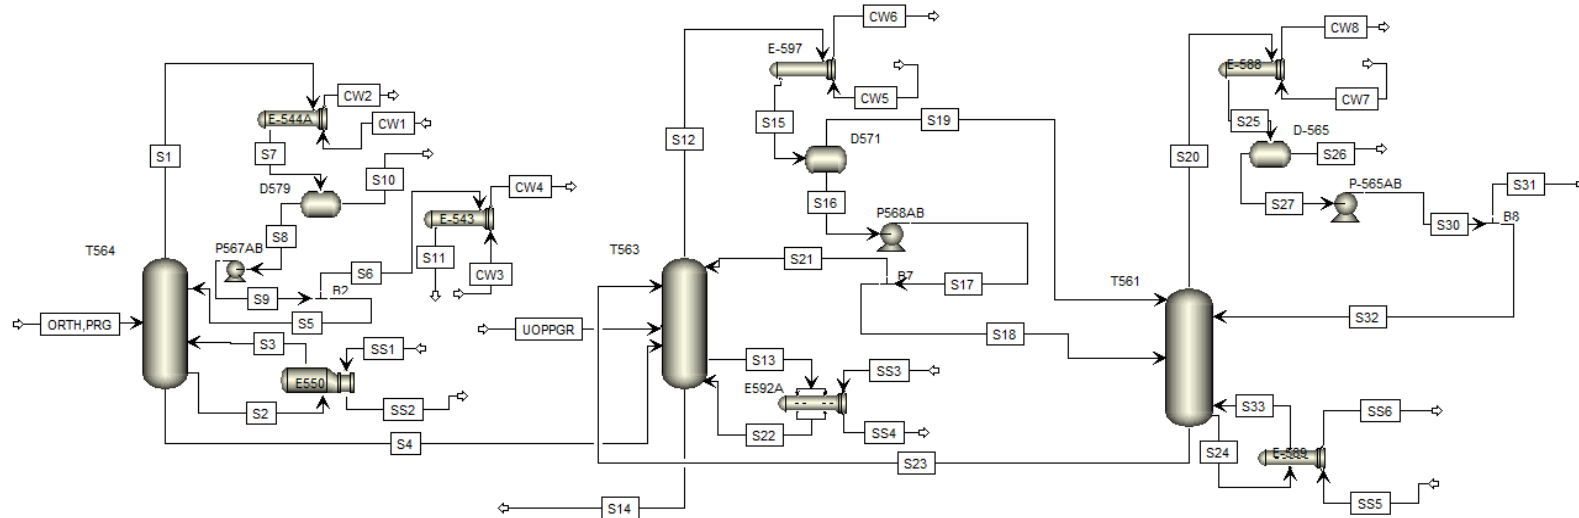 CW6
E-597
CW8
E-588
CW2
E-544A
CW1
CW5
CW7
S15
S19
S25
D-565
S1
S7
S12
D571
S20
S26
D579
S10
CW4
P-565AB
S31
E-543
S16
S27
S30
B8
S8
P568AB
T564
P567AB
S6
S11
T563
S21
CW3
B7
S17
T561
S9
B2
S5
ORTH,PRG
S3
SS1
UOPPGR
S18
S32
S13
SS3
E550
E592A
S2
SS2
S33
SS6
S22
SS4
S4
S24
E-589
S23
SS5
S14